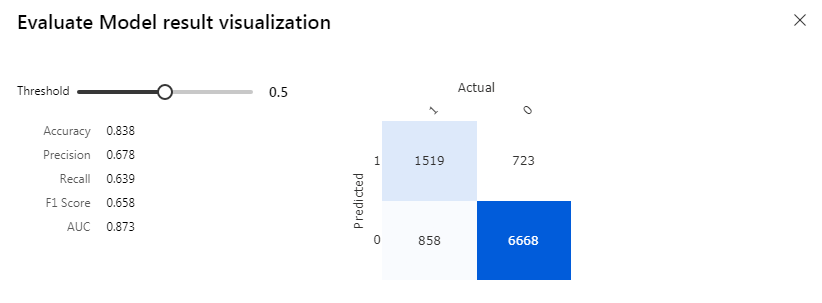 Evaluate Model result visualization
Threshold 0.5
Accuracy 0.838
Precision 0.678
Recall 0.639
F1 Score 0.658
AUC 0.873
Actual
1 0
Predicted
1 1519 723
0 858 6668